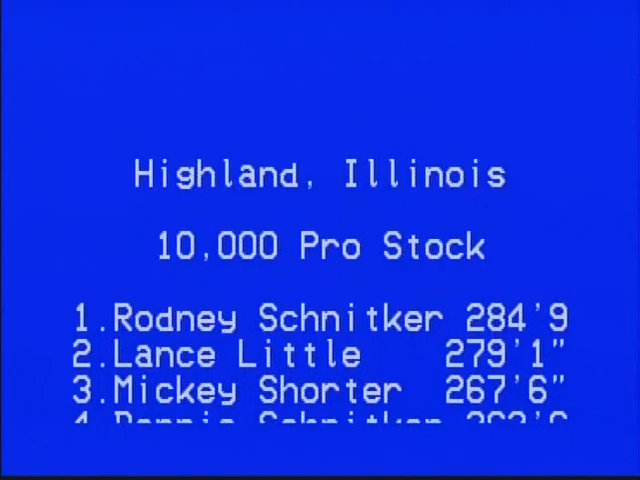 Highland, Illinois
10,000 Pro Stock
1.Rodney Schnitker 284'9
2.Lance Little 279'1"
3.Mickey Shorter 267'6"